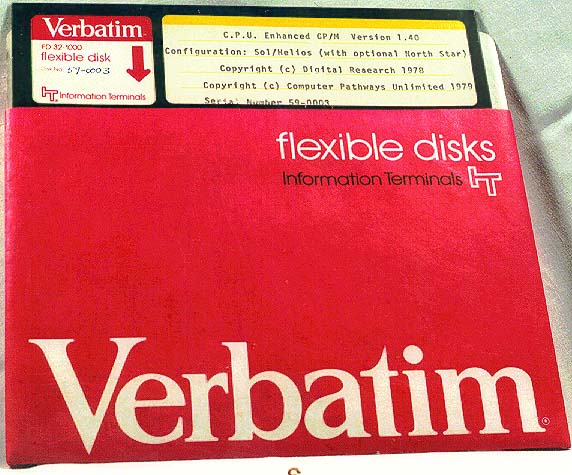 Verbatim
FD 32-1000
flexible disk
59-0003
Information Terminals
C.P.U. Enhanced CP/M Version 1.40
Configuration: Sol/Helios (with optional North Star)
Copyright (c) Digital Research 1978
Copyright (c) Computer Pathways Unlimited 1979
Serial Number 59-0003
flexible disks
Information Terminals
Verbatim®